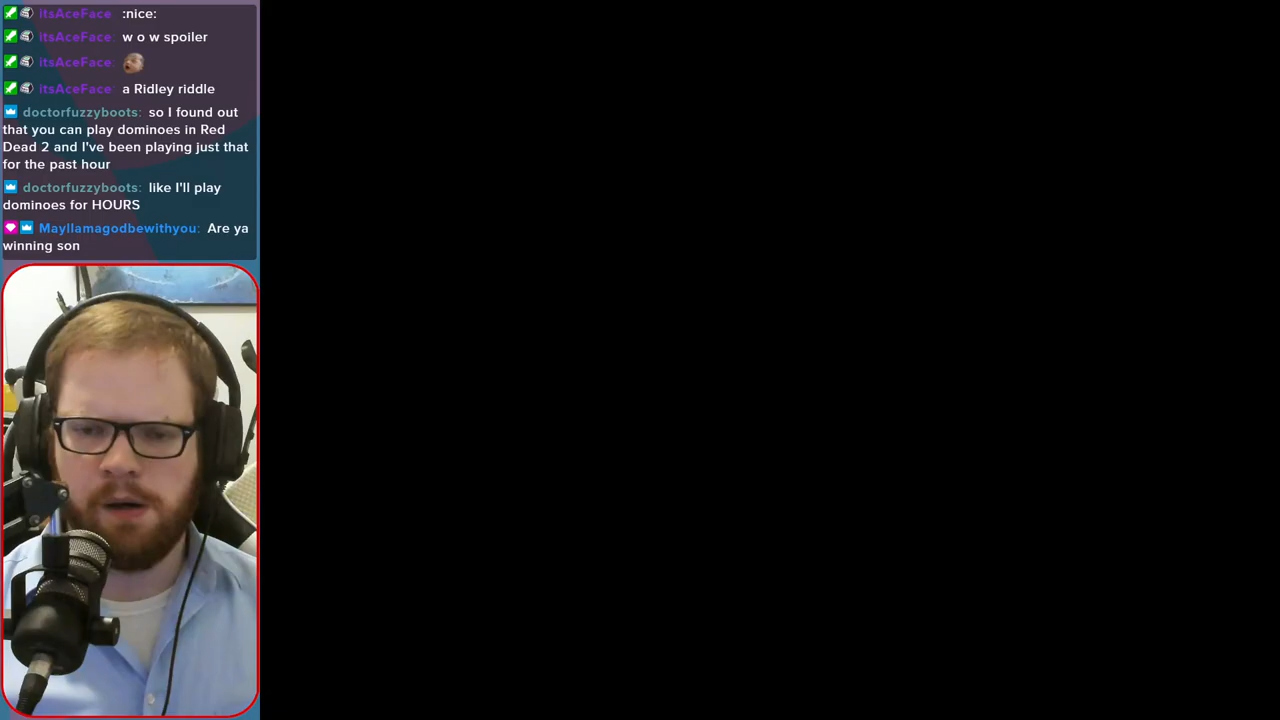 itsAceFace: :nice:
itsAceFace: w o w spoiler
itsAceFace:
itsAceFace: a Ridley riddle
doctorfuzzyboots: so I found out
that you can play dominoes in Red
Dead 2 and I've been playing just that
for the past hour
doctorfuzzyboots: like I'll play
dominoes for HOURS
Mayllamagodbewithyou: Are ya
winning son